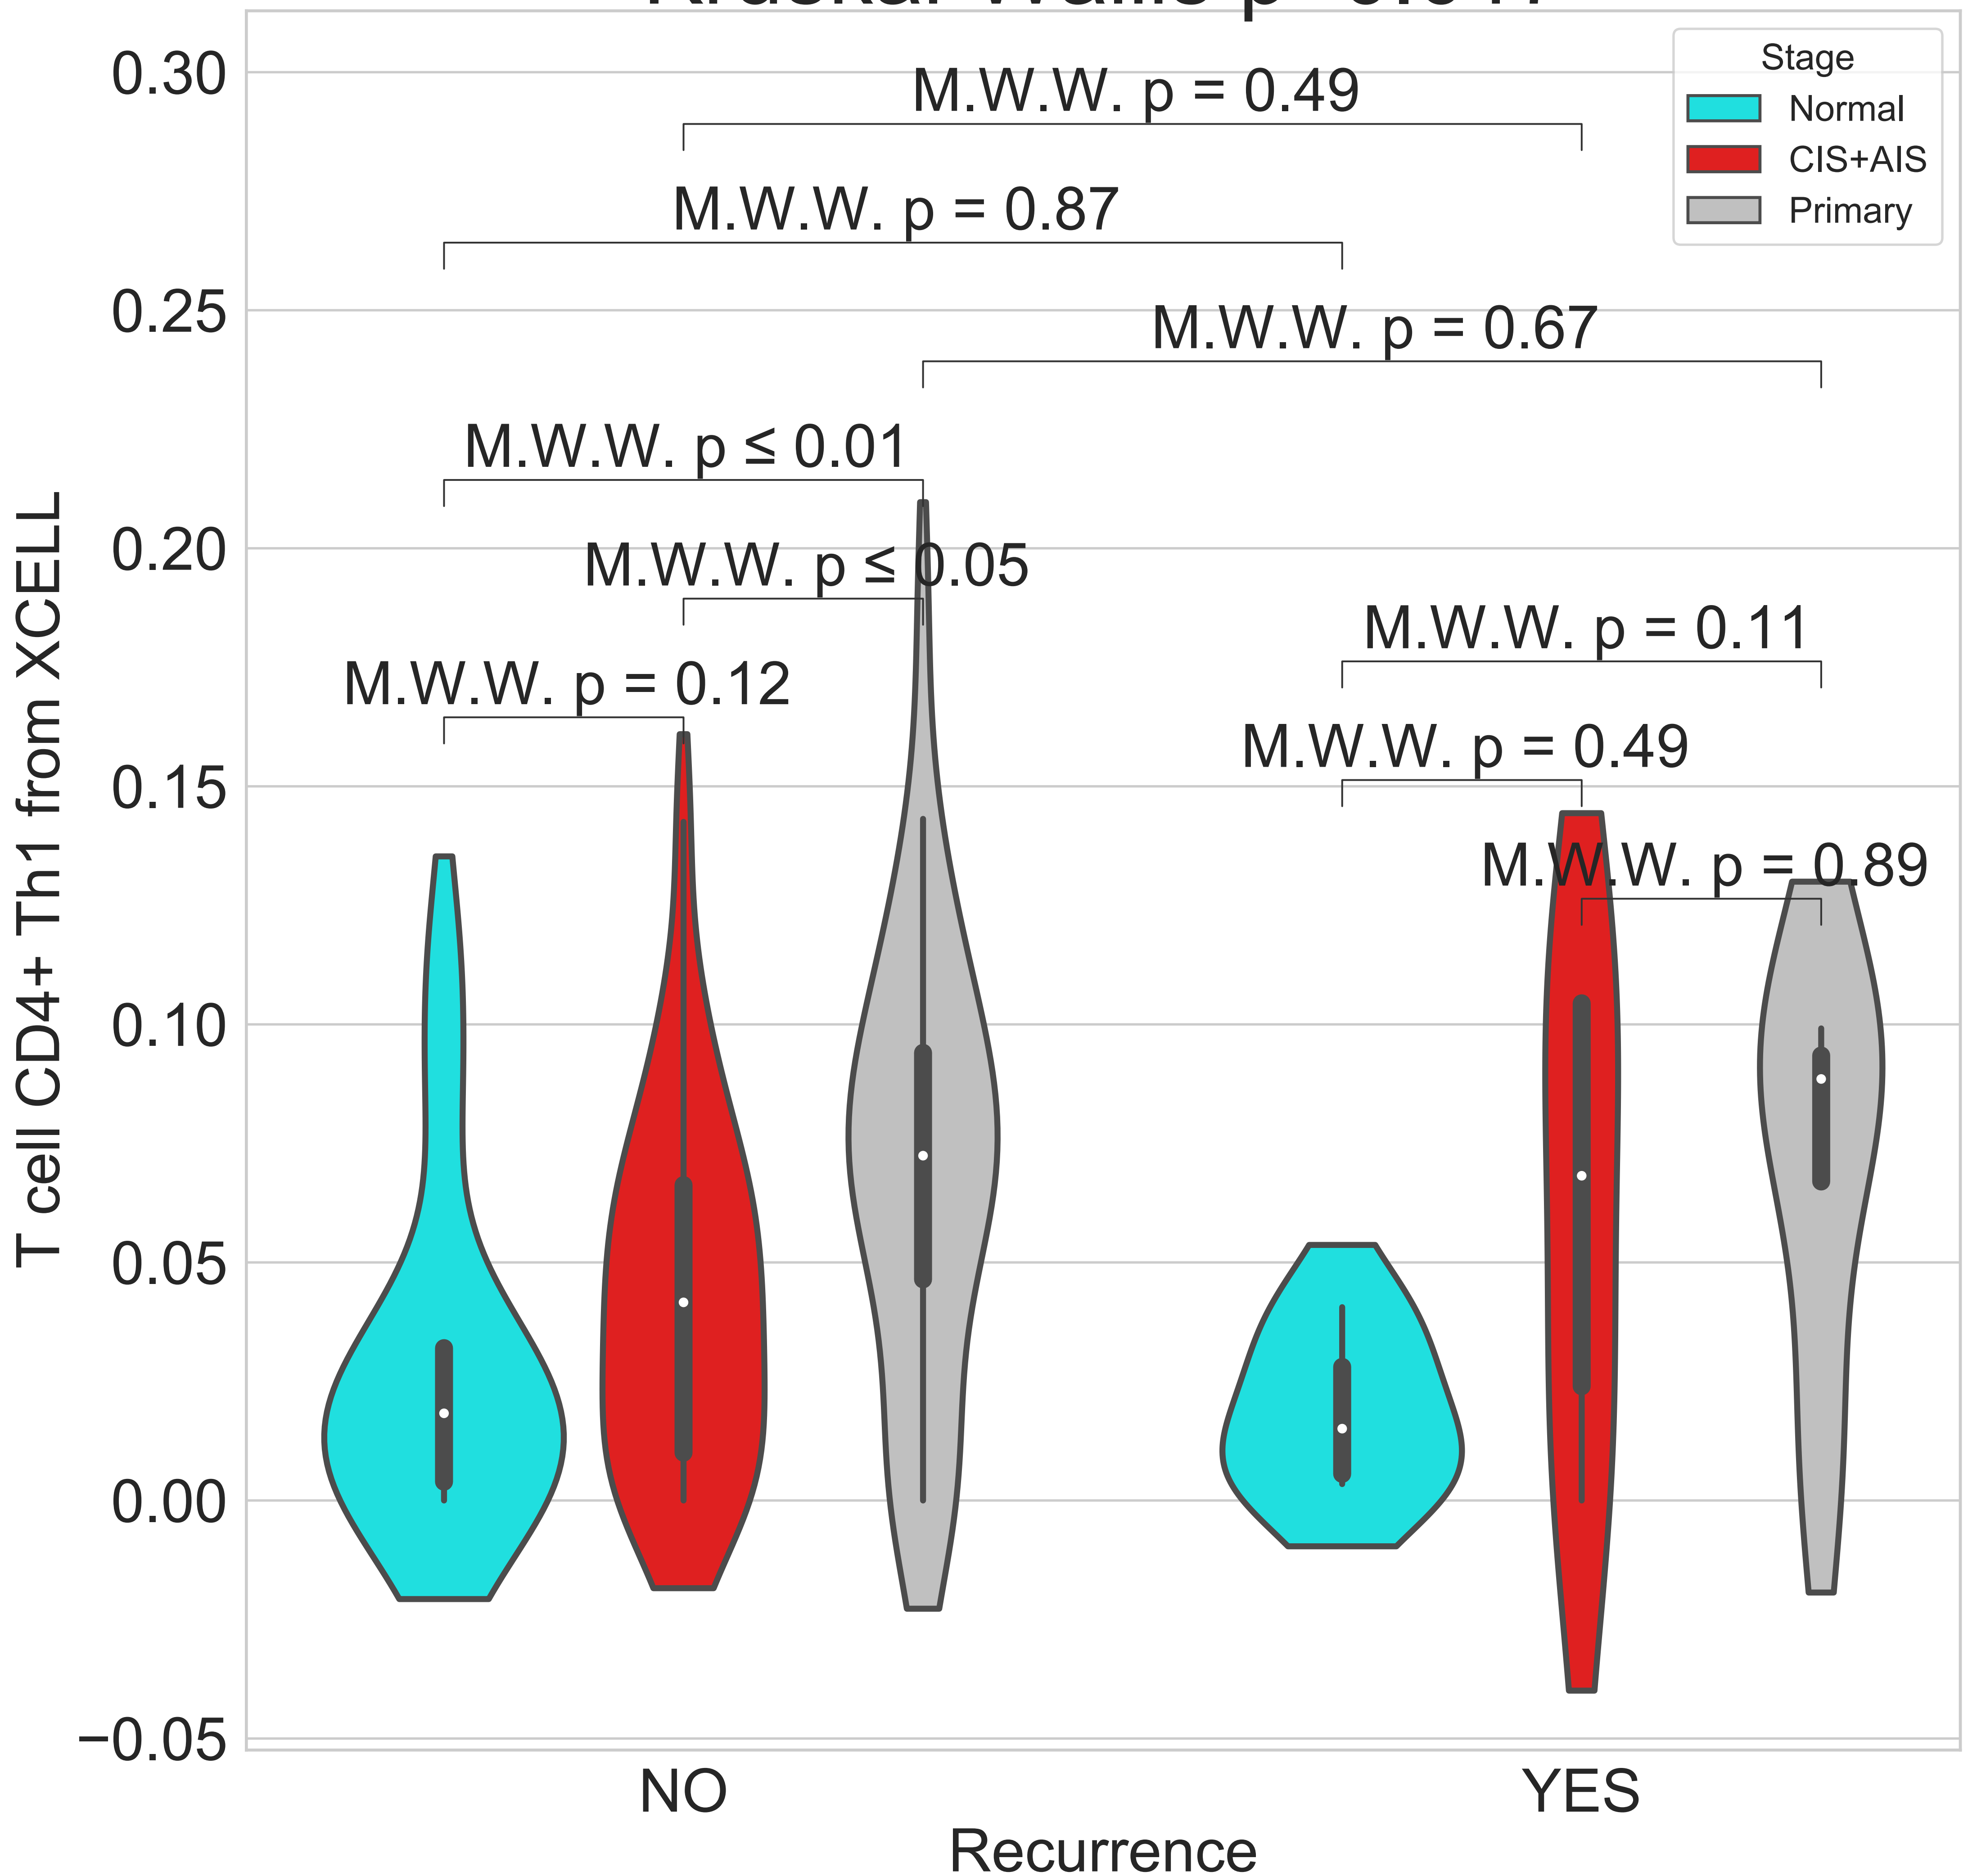 Stage
Normal
CIS+AIS
Primary
M.W.W. p = 0.49
M.W.W. p = 0.87
M.W.W. p = 0.67
M.W.W. p ≤ 0.01
M.W.W. p ≤ 0.05
M.W.W. p = 0.12
M.W.W. p = 0.11
M.W.W. p = 0.49
M.W.W. p = 0.89
0.30
0.25
0.20
0.15
0.10
0.05
0.00
−0.05
T cell CD4+ Th1 from XCELL
NO
YES
Recurrence